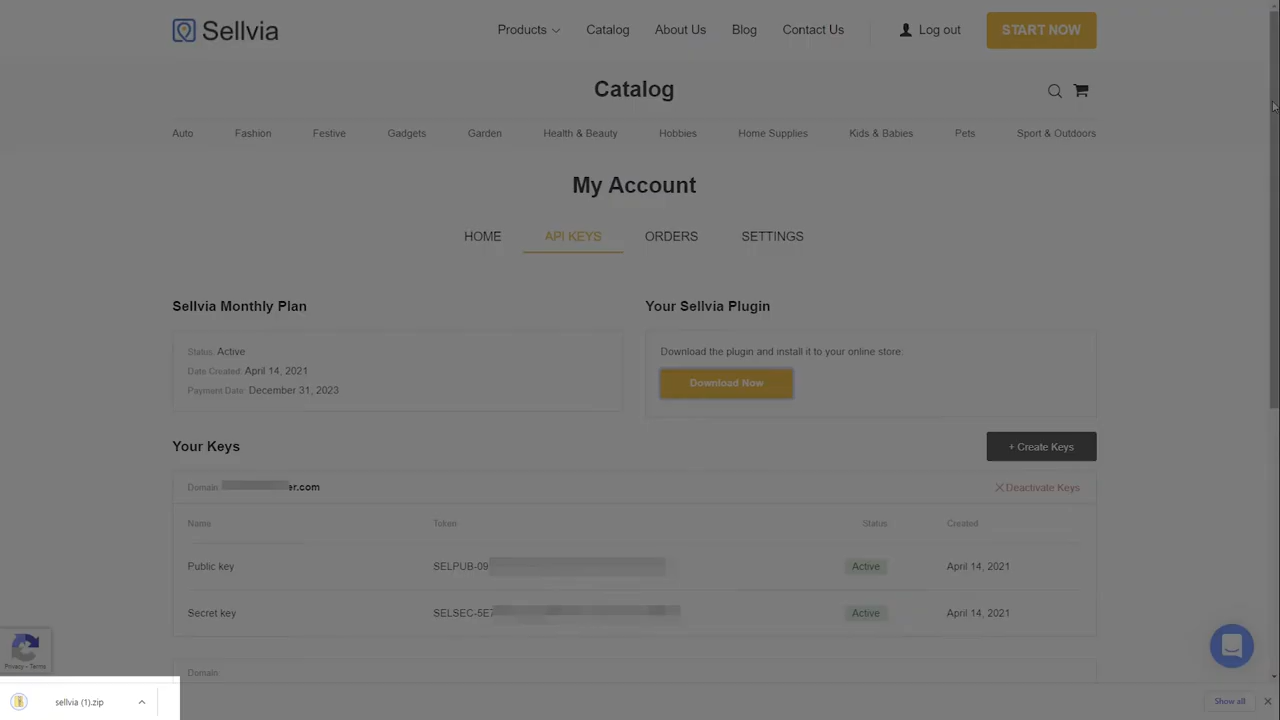 Sellvia
Products
Catalog
About Us
Blog
Contact Us
Log out
START NOW
Catalog
Auto
Fashion
Festive
Gadgets
Garden
Health & Beauty
Hobbies
Home Supplies
Kids & Babies
Pets
Sport & Outdoors
My Account
HOME
API KEYS
ORDERS
SETTINGS
Sellvia Monthly Plan
Status: Active
Date Created: April 14, 2021
Payment Date: December 31, 2023
Your Sellvia Plugin
Download the plugin and install it to your online store:
Download Now
Your Keys
+ Create Keys
Domain: er.com
Deactivate Keys
Name Token Status Created
Public key SELPUB-09 Active April 14, 2021
Secret key SELSEC-5E7 Active April 14, 2021
Domain:
Privacy - Terms
sellvia (1).zip
Show all